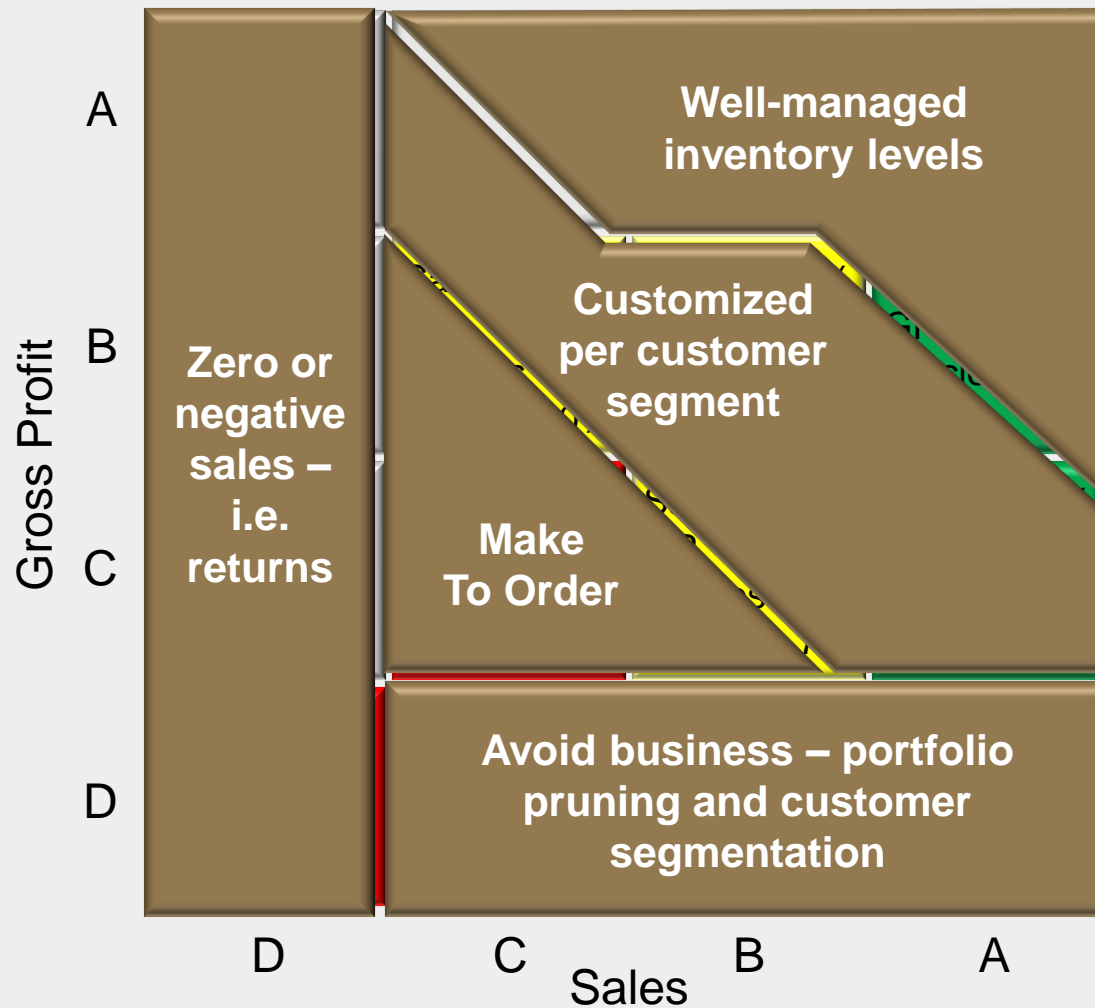 Gross Profit
A
B
C
D
Well-managed
inventory levels
Customized
per customer
segment
Zero or
negative
sales –
i.e.
returns
Make
To Order
Avoid business – portfolio
pruning and customer
segmentation
D
C
B
A
Sales